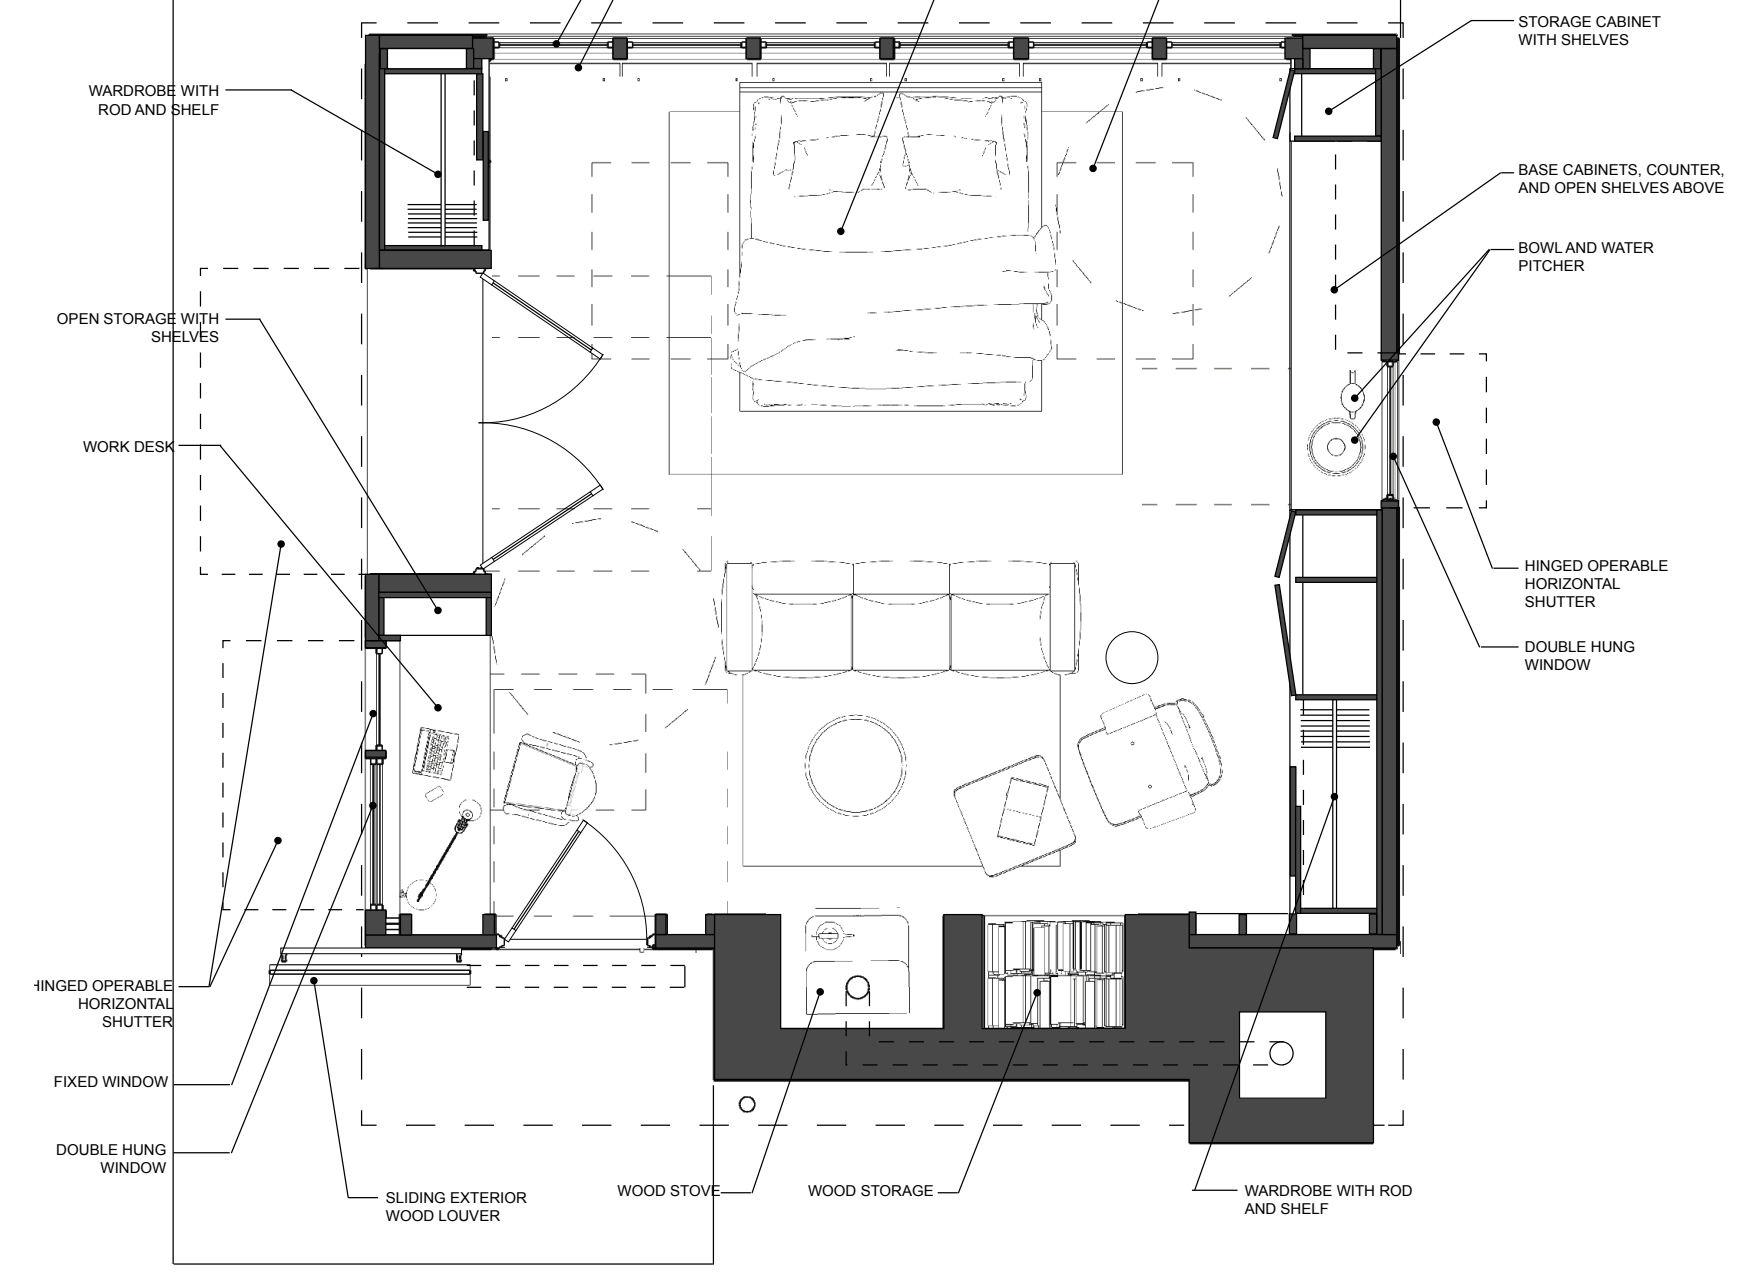 STORAGE CABINET
WITH SHELVES
WARDROBE WITH
ROD AND SHELF
BASE CABINETS, COUNTER,
AND OPEN SHELVES ABOVE
BOWL AND WATER
PITCHER
OPEN STORAGE WITH
SHELVES
WORK DESK
HINGED OPERABLE
HORIZONTAL
SHUTTER
DOUBLE HUNG
WINDOW
HINGED OPERABLE
HORIZONTAL
SHUTTER
FIXED WINDOW
DOUBLE HUNG
WINDOW
SLIDING EXTERIOR
WOOD LOUVER
WOOD STOVE
WOOD STORAGE
WARDROBE WITH ROD
AND SHELF